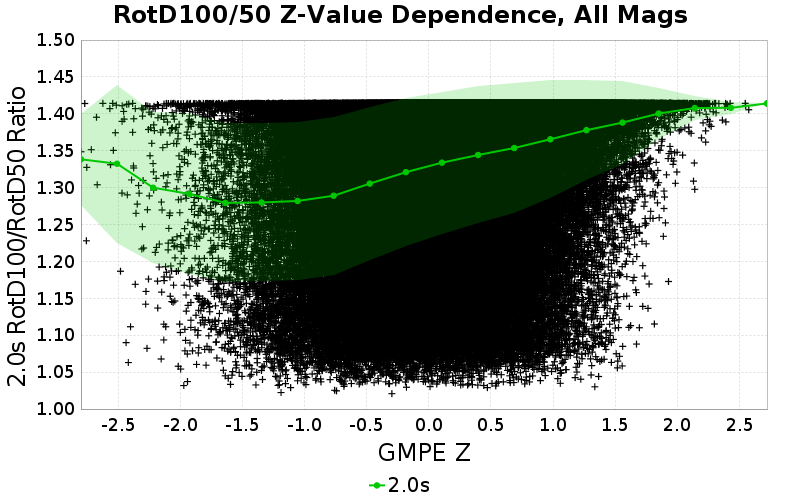 RotD100/50 Z-Value Dependence, All Mags
2.0s RotD100/RotD50 Ratio
1.50
1.45
1.40
1.35
1.30
1.25
1.20
1.15
1.10
1.05
1.00
-2.5 -2.0 -1.5 -1.0 -0.5 0.0 0.5 1.0 1.5 2.0 2.5
GMPE Z
2.0s